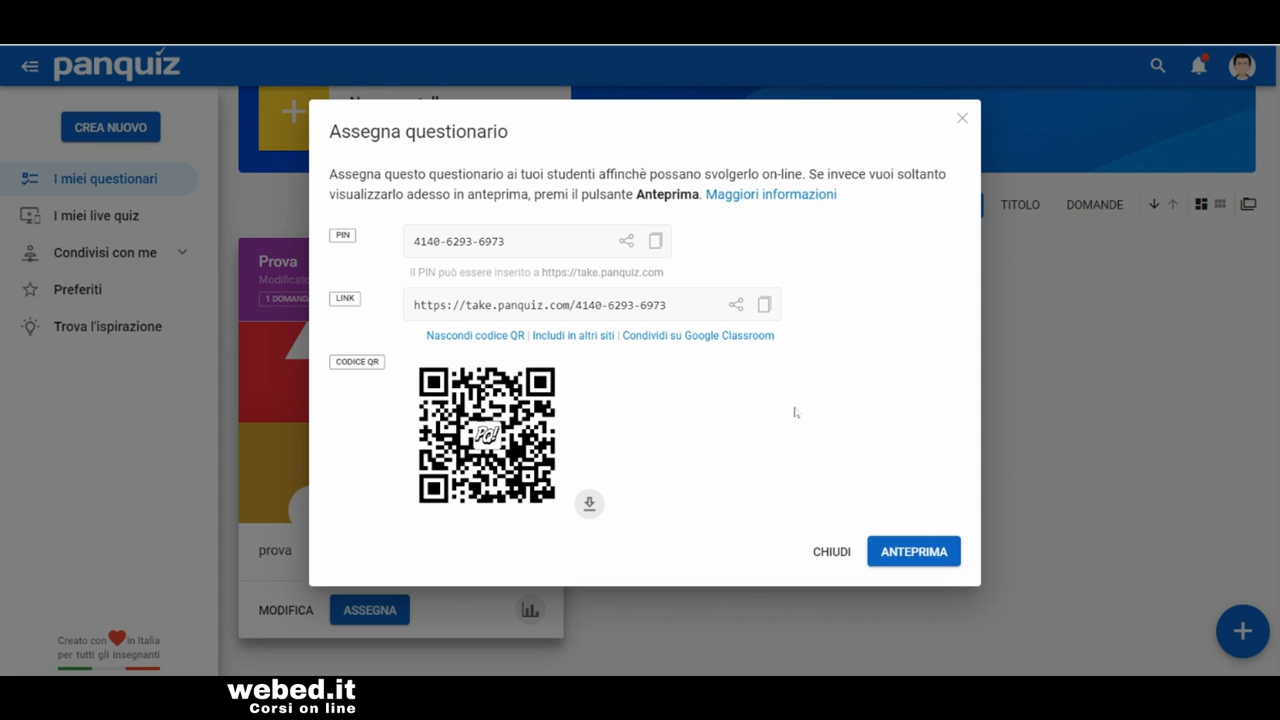 panquiz
CREA NUOVO
I miei questionari
I miei live quiz
Condivisi con me
Preferiti
Trova l'ispirazione
Creato con in Italia
per tutti gli insegnanti
TITOLO
DOMANDE
Prova
Modificato
1 DOMAND
prova
MODIFICA
ASSEGNA
Assegna questionario
Assegna questo questionario ai tuoi studenti affinchè possano svolgerlo on-line. Se invece vuoi soltanto
visualizzarlo adesso in anteprima, premi il pulsante Anteprima. Maggiori informazioni
PIN
4140-6293-6973
Il PIN può essere inserito a https://take.panquiz.com
LINK
https://take.panquiz.com/4140-6293-6973
Nascondi codice QR | Includi in altri siti | Condividi su Google Classroom
CODICE QR
PQ!
CHIUDI
ANTEPRIMA
webed.it
Corsi on line